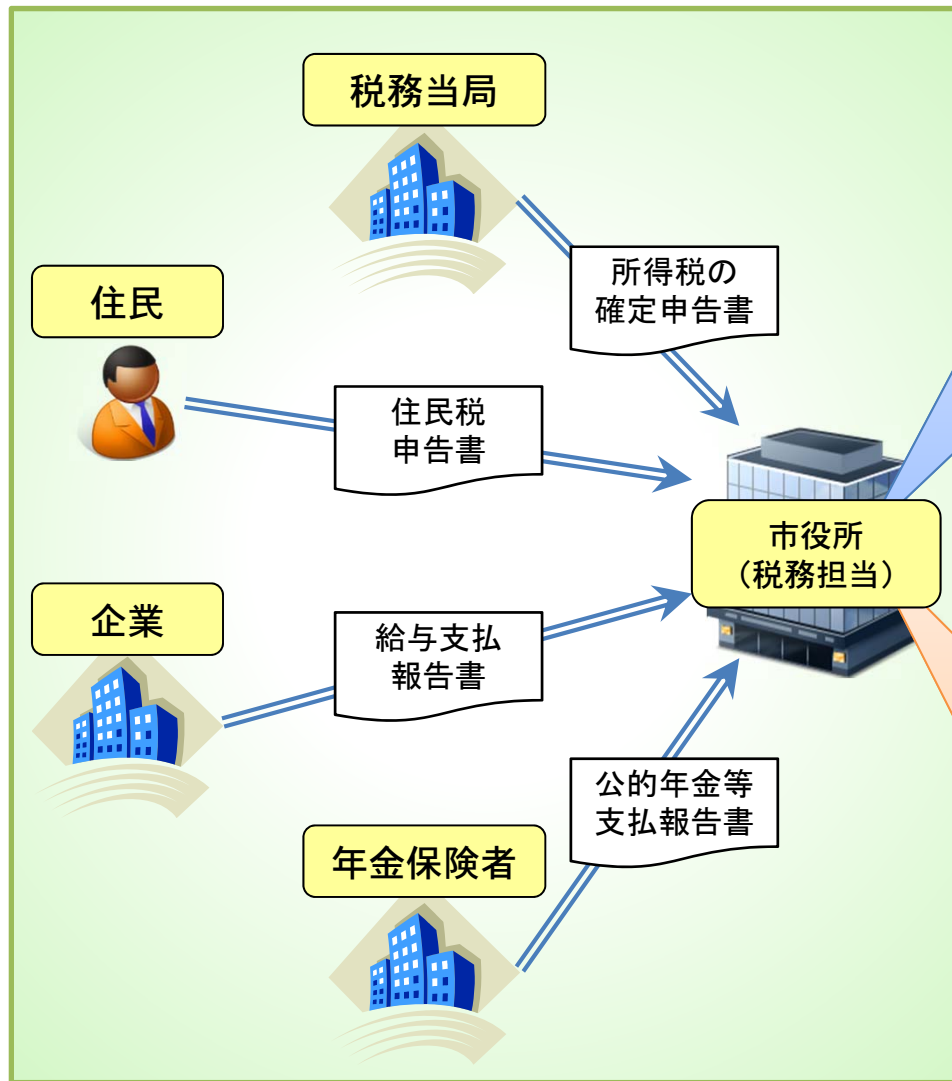 税務当局
所得税の
確定申告書
住民
住民税
申告書
市役所
（税務担当）
企業
給与支払
報告書
公的年金等
支払報告書
年金保険者